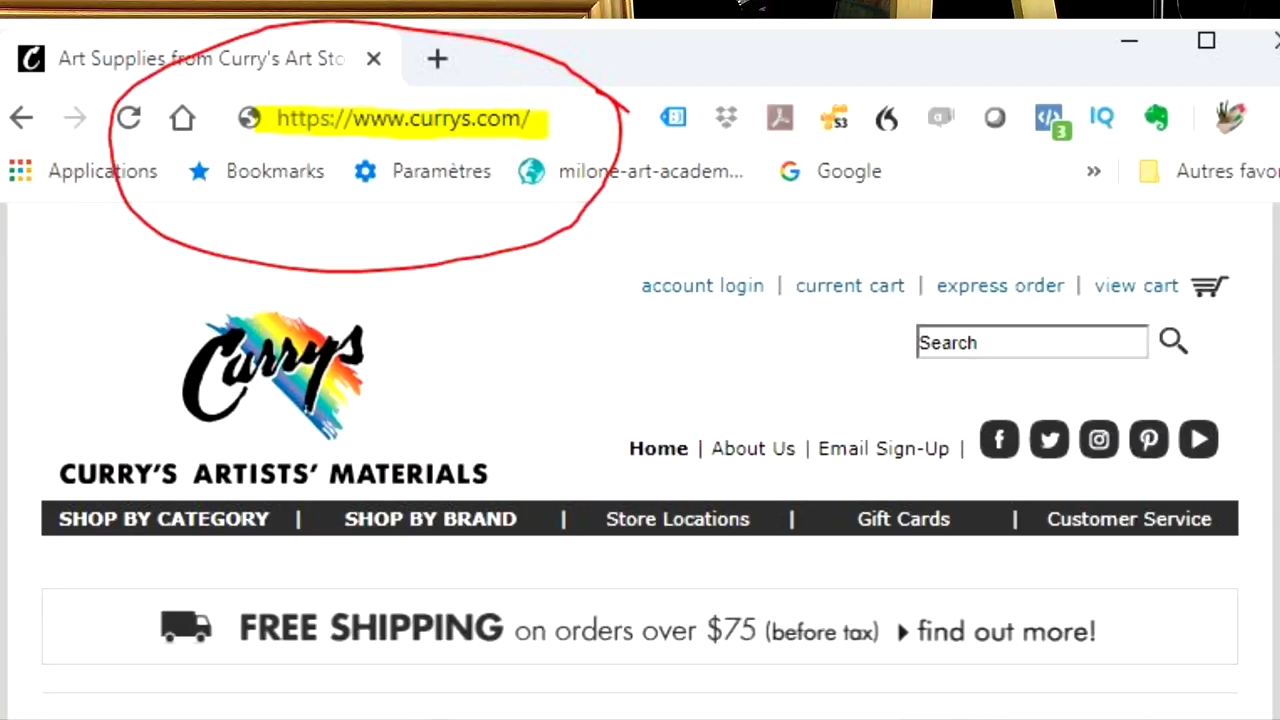 Art Supplies from Curry's Art Sto
https://www.currys.com/
S3
3
IQ
Applications Bookmarks Paramètres milone-art-academ... Google » Autres favo
account login | current cart | express order | view cart
Search
Currys
Home | About Us | Email Sign-Up |
CURRY'S ARTISTS' MATERIALS
SHOP BY CATEGORY | SHOP BY BRAND | Store Locations | Gift Cards | Customer Service
FREE SHIPPING on orders over $75 (before tax) find out more!